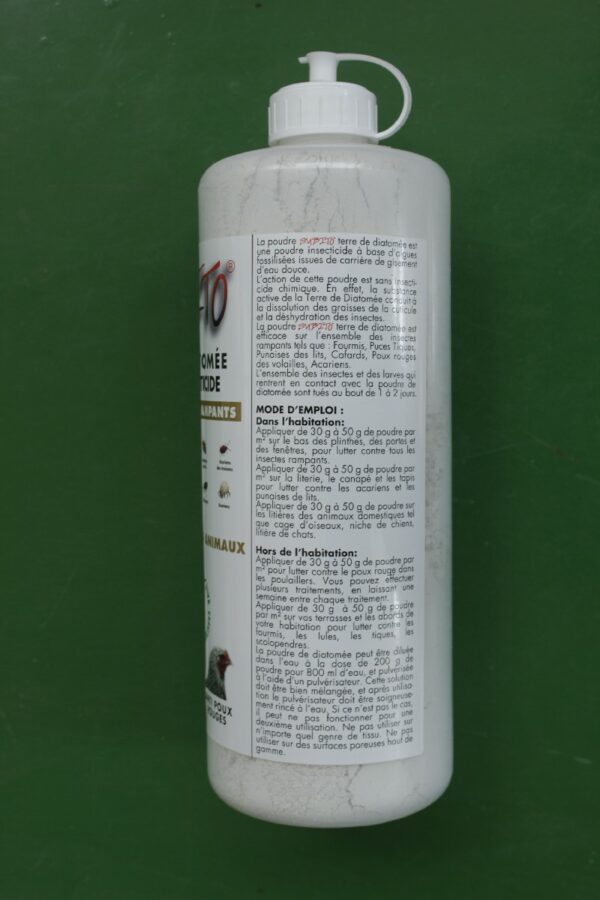 TO®
TOMÉE
TICIDE
RAMPANTS
ANIMAUX
POUX
ROUGES
La poudre SUBITO terre de diatomée est
une poudre insecticide à base d'algues
fossilisées issues de carrière de gisement
d'eau douce.
L'action de cette poudre est sans insecti-
cide chimique. En effet, la substance
active de la Terre de Diatomée conduit à
la dissolution des graisses de la cuticule
et la déshydration des insectes.
La poudre SUBITO terre de diatomée est
efficace sur l'ensemble des insectes
rampants tels que : Fourmis, Puces Tiques,
Punaises des lits, Cafards, Poux rouges
des volailles, Acariens.
L'ensemble des insectes et des larves qui
rentrent en contact avec la poudre de
diatomée sont tués au bout de 1 à 2 jours.
MODE D'EMPLOI :
Dans l'habitation:
Appliquer de 30 g à 50 g de poudre par
m² sur le bas des plinthes, des portes et
des fenêtres, pour lutter contre tous les
insectes rampants.
Appliquer de 30 g à 50 g de poudre par
m² sur la literie, le canapé et les tapis
pour lutter contre les acariens et les
punaises de lits.
Appliquer de 30 g à 50 g de poudre sur
les litières des animaux domestiques tel
que cage d'oiseaux, niche de chiens,
litière de chats.
Hors de l'habitation:
Appliquer de 30 g à 50 g de poudre par
m² pour lutter contre le poux rouge dans
les poulaillers. Vous pouvez effectuer
plusieurs traitements, en laissant une
semaine entre chaque traitement.
Appliquer de 30 g à 50 g de poudre
par m² sur vos terrasses et les abords de
votre habitation pour lutter contre les
fourmis, les iules, les tiques, les
scolopendres.
La poudre de diatomée peut être diluée
dans l'eau à la dose de 200 g de
poudre pour 800 ml d'eau, et pulvérisée
à l'aide d'un pulvérisateur. Cette solution
doit être bien mélangée, et après utilisa-
tion le pulvérisateur doit être soigneuse-
ment rincé à l'eau, Si ce n'est pas le cas,
il peut ne pas fonctionner pour une
deuxième utilisation. Ne pas utiliser sur
n'importe quel genre de tissu. Ne pas
utiliser sur des surfaces poreuses haut de
gamme.